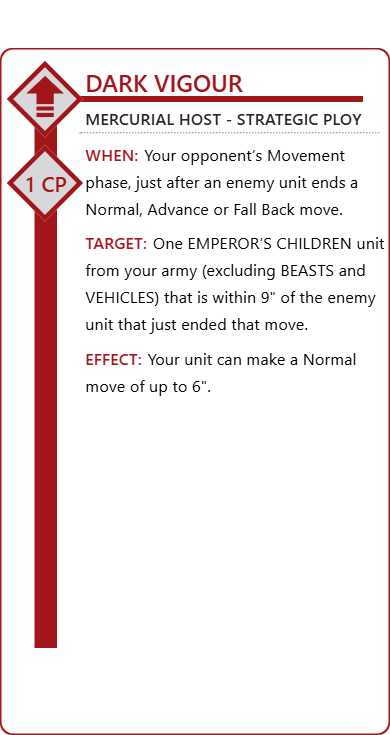 DARK VIGOUR
MERCURIAL HOST - STRATEGIC PLOY
1 CP
WHEN: Your opponent’s Movement
phase, just after an enemy unit ends a
Normal, Advance or Fall Back move.
TARGET: One EMPEROR’S CHILDREN unit
from your army (excluding BEASTS and
VEHICLES) that is within 9" of the enemy
unit that just ended that move.
EFFECT: Your unit can make a Normal
move of up to 6".